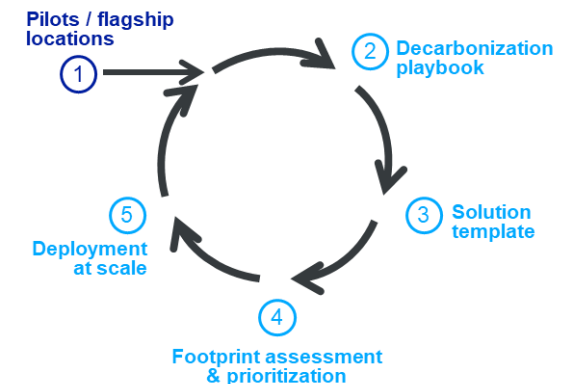 Pilots / flagship
locations
1
2
Decarbonization
playbook
3
Solution
template
4
Footprint assessment
& prioritization
5
Deployment
at scale